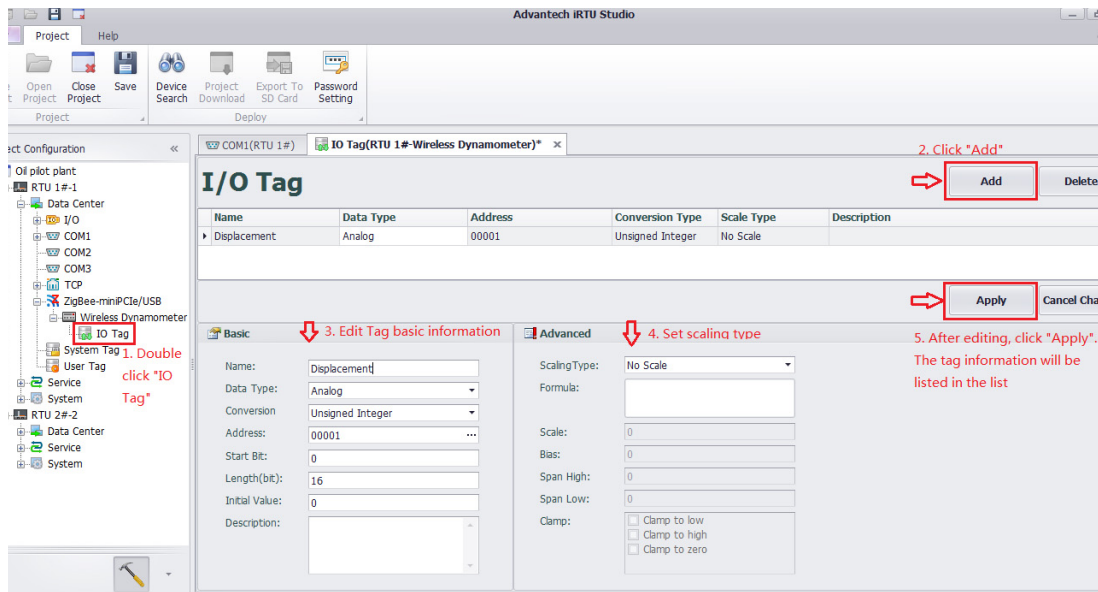 Advantech iRTU Studio
Project Help
Open Project
Close Project
Save
Device Search
Project Download
Export To SD Card
Password Setting
Project
Deploy
ect Configuration «
COM1(RTU 1#)
IO Tag(RTU 1#-Wireless Dynamometer)* x
2. Click "Add"
Oil pilot plant
RTU 1#-1
Data Center
I/O
COM1
COM2
COM3
TCP
ZigBee-miniPCIe/USB
Wireless Dynamometer
IO Tag
System Tag
User Tag
1. Double
click "IO
Tag"
Service
System
RTU 2#-2
Data Center
Service
System
I/O Tag
Add Delete
Name Data Type Address Conversion Type Scale Type Description
Displacement Analog 00001 Unsigned Integer No Scale
Apply Cancel Cha
Basic
3. Edit Tag basic information
Name: Displacement
Data Type: Analog
Conversion Unsigned Integer
Address: 00001 ...
Start Bit: 0
Length(bit): 16
Initial Value: 0
Description:
Advanced
4. Set scaling type
ScalingType: No Scale
Formula:
Scale: 0
Bias: 0
Span High: 0
Span Low: 0
Clamp: Clamp to low
Clamp to high
Clamp to zero
5. After editing, click "Apply".
The tag information will be
listed in the list